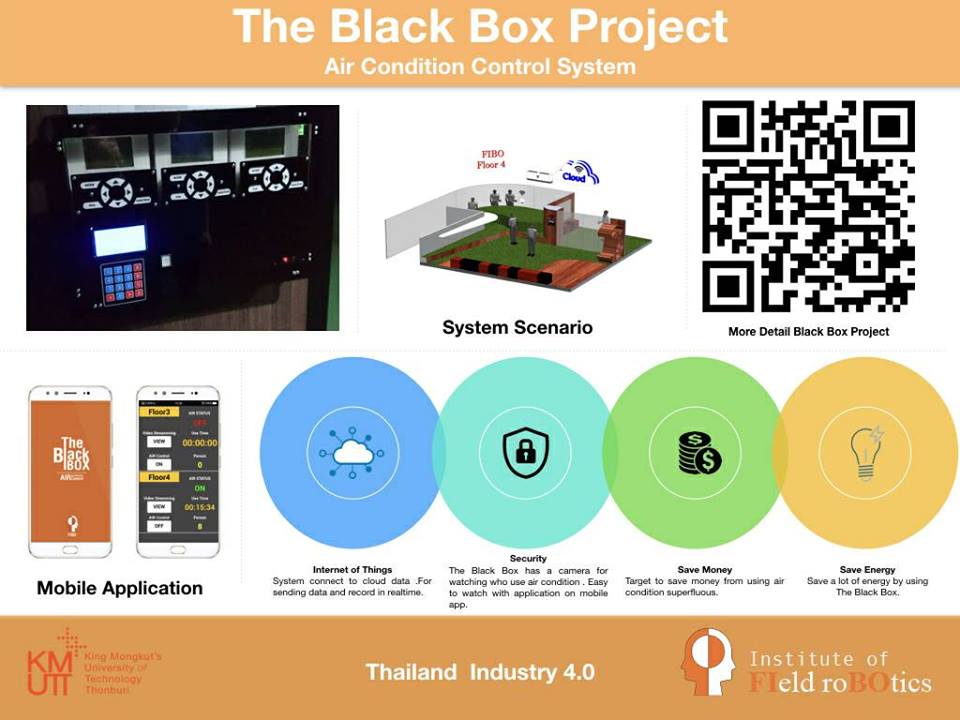 The Black Box Project
Air Condition Control System
FIBO
Floor 4
Cloud
System Scenario
More Detail Black Box Project
The
Black
BOX
AIR
FIBO
Floor3
AIR STATUS
OFF
Video Streaming
Use Time
VIEW
00:00:00
AIR Control
Person
ON
0
Floor4
AIR STATUS
ON
Video Streaming
Use Time
VIEW
00:15:34
AIR Control
Person
OFF
8
Mobile Application
Internet of Things
System connect to cloud data .For
sending data and record in realtime.
Security
The Black Box has a camera for
watching who use air condition . Easy
to watch with application on mobile
app.
Save Money
Target to save money from using air
condition superfluous.
Save Energy
Save a lot of energy by using
The Black Box.
KMUTT
King Mongkut's
University of
Technology
Thonburi
Thailand Industry 4.0
Institute of
FIeld roBOtics